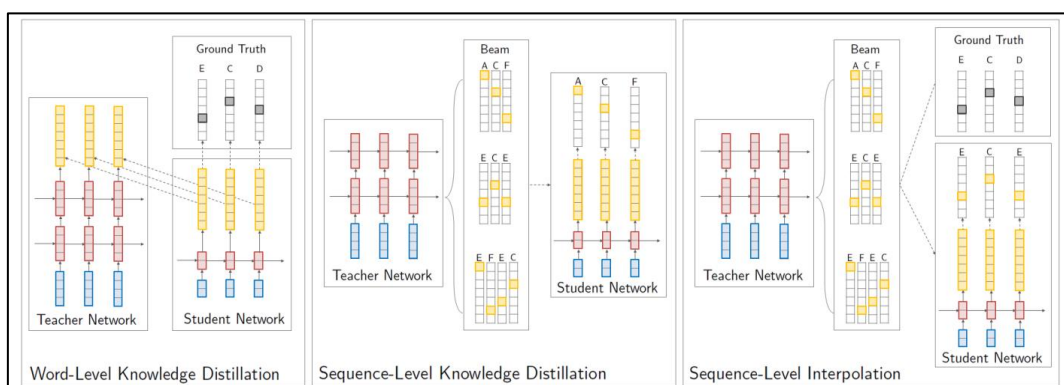 Ground Truth
E C D
Teacher Network
Student Network
Word-Level Knowledge Distillation
Beam
A C F
E C E
E F E C
Teacher Network
A C F
Student Network
Sequence-Level Knowledge Distillation
Beam
A C F
E C E
E F E C
Teacher Network
Ground Truth
E C D
E C E
Student Network
Sequence-Level Interpolation